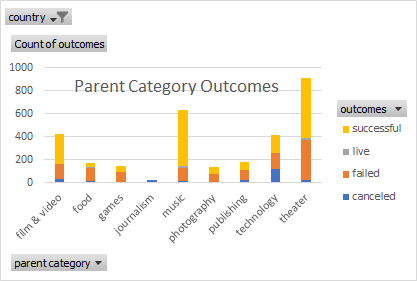 country
Count of outcomes
Parent Category Outcomes
1000
800
600
400
200
0
film & video
food
games
journalism
music
photography
publishing
technology
theater
outcomes
successful
live
failed
canceled
parent category